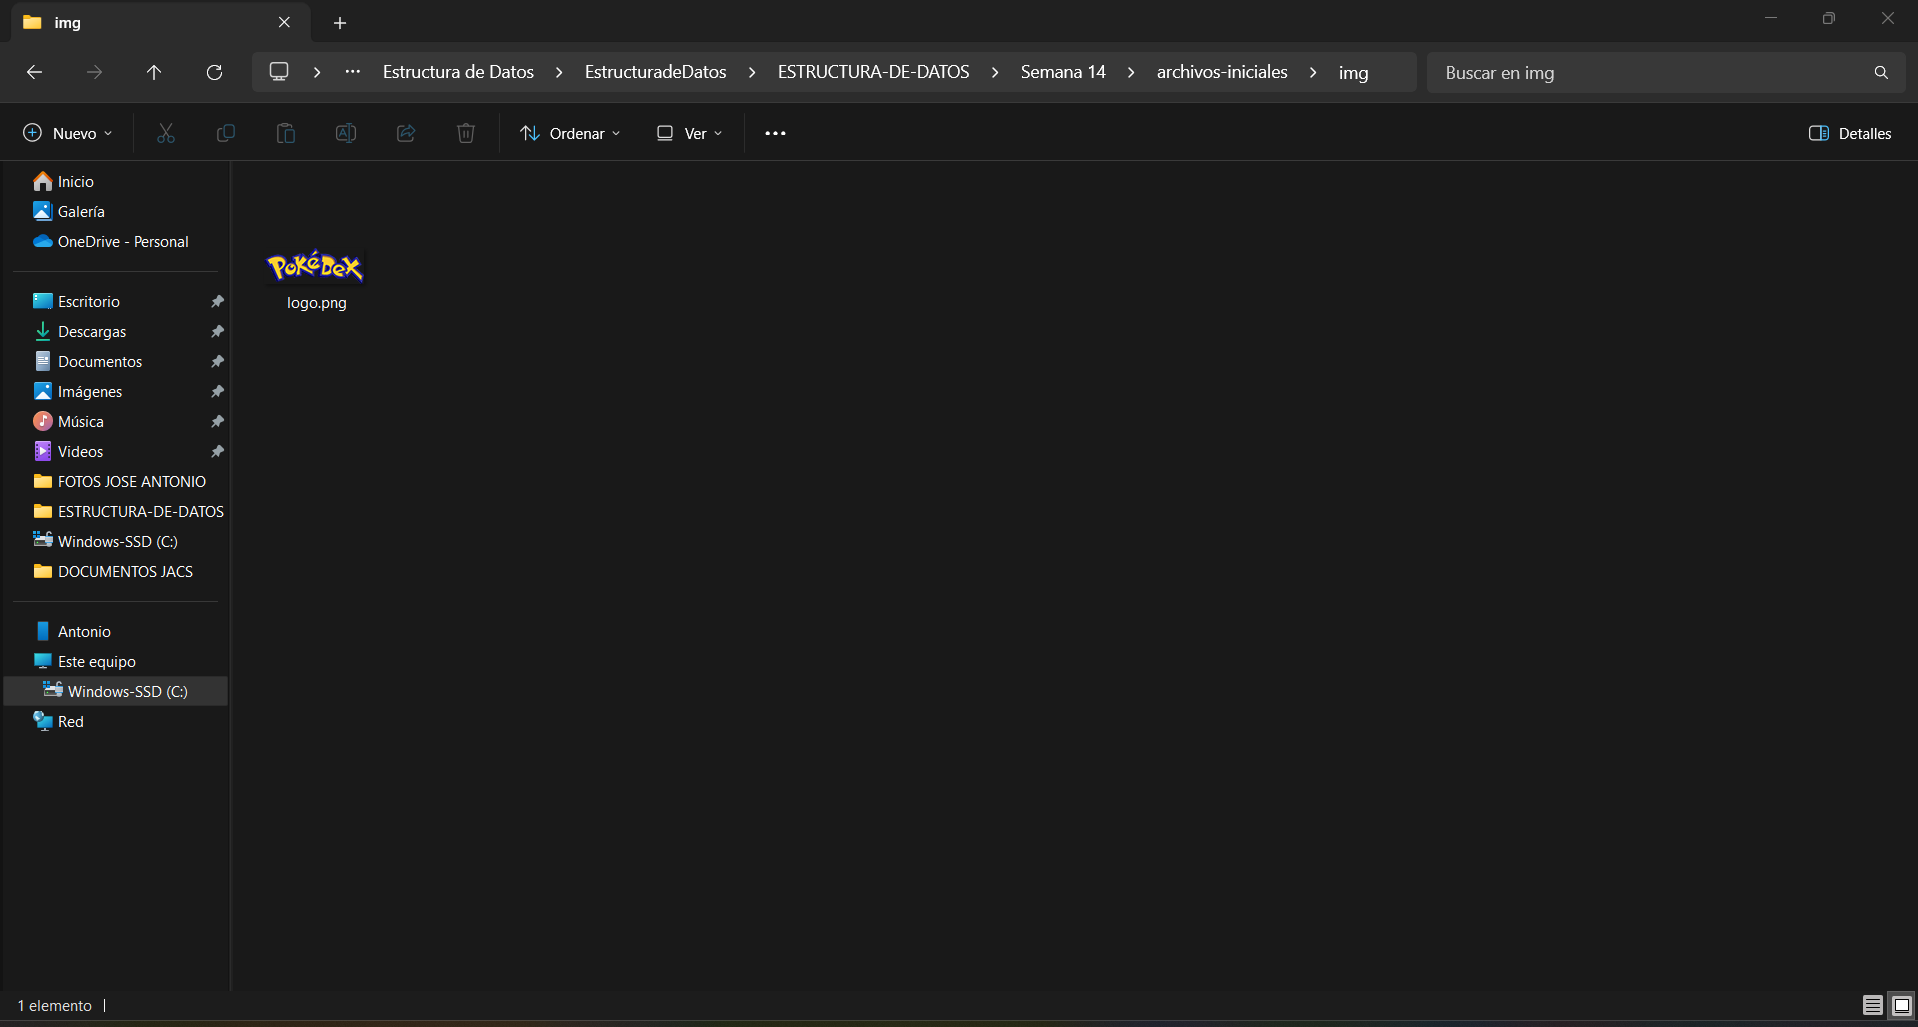 img
Estructura de Datos > EstructuradeDatos > ESTRUCTURA-DE-DATOS > Semana 14 > archivos-iniciales > img
Buscar en img
Nuevo
Ordenar
Ver
Detalles
Inicio
Galería
OneDrive - Personal
Escritorio
Descargas
Documentos
Imágenes
Música
Videos
FOTOS JOSE ANTONIO
ESTRUCTURA-DE-DATOS
Windows-SSD (C:)
DOCUMENTOS JACS
Antonio
Este equipo
Windows-SSD (C:)
Red
POKéDEX
logo.png
1 elemento